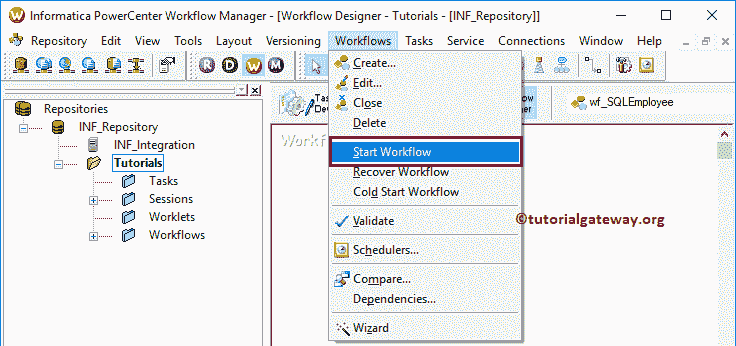 Informatica PowerCenter Workflow Manager - [Workflow Designer - Tutorials - [INF_Repository]]
Repository Edit View Tools Layout Versioning Workflows Tasks Service Connections Window Help
R D W M
Repositories
INF_Repository
INF_Integration
Tutorials
Tasks
Sessions
Worklets
Workflows
wf_SQLEmployee
Create...
Edit...
Close
Delete
Start Workflow
Recover Workflow
Cold Start Workflow
Validate
Schedulers...
Compare...
Dependencies...
Wizard
©tutorialgateway.org